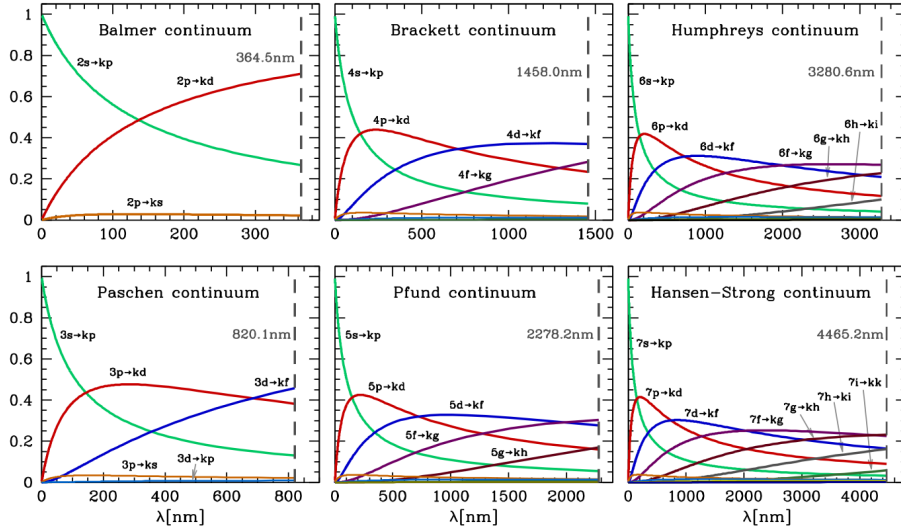 Balmer continuum
364.5nm
2s→kp
2p→kd
2p→ks
1
0.8
0.6
0.4
0.2
0
0 100 200 300
Brackett continuum
1458.0nm
4s→kp
4p→kd
4d→kf
4f→kg
0 500 1000 1500
Humphreys continuum
3280.6nm
6s→kp
6p→kd
6d→kf
6f→kg
6g→kh
6h→ki
0 1000 2000 3000
Paschen continuum
820.1nm
3s→kp
3p→kd
3d→kf
3p→ks
3d→kp
1
0.8
0.6
0.4
0.2
0
0 200 400 600 800
λ[nm]
Pfund continuum
2278.2nm
5s→kp
5p→kd
5d→kf
5f→kg
5g→kh
0 500 1000 1500 2000
λ[nm]
Hansen−Strong continuum
4465.2nm
7s→kp
7p→kd
7d→kf
7f→kg
7g→kh
7h→ki
7i→kk
0 1000 2000 3000 4000
λ[nm]